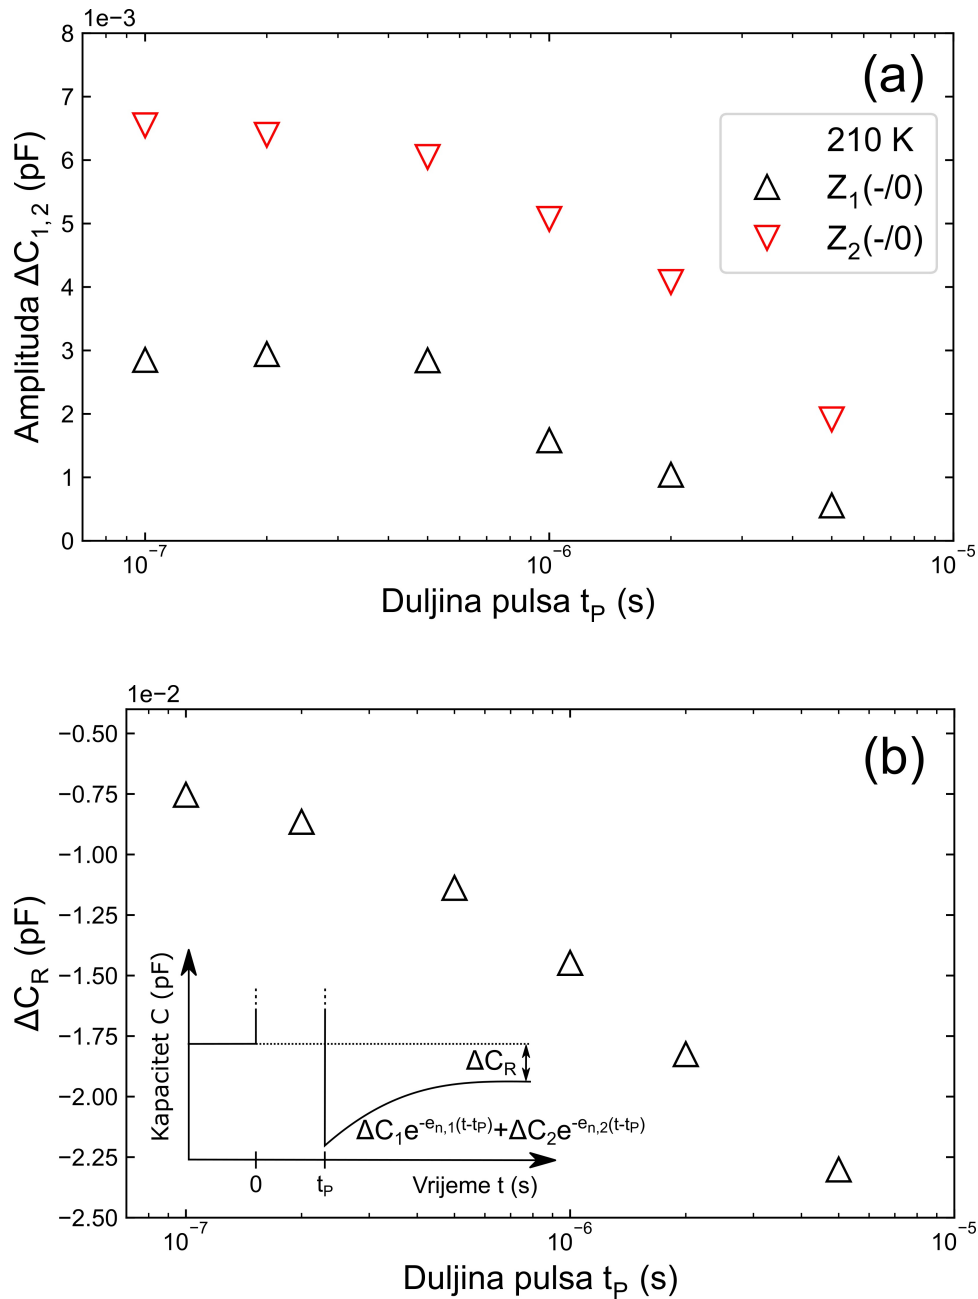 1e−3
(a)
210 K
Z1(-/0)
Z2(-/0)
8
7
6
5
4
3
2
1
0
Amplituda ΔC1,2 (pF)
10−7
10−6
10−5
Duljina pulsa tP (s)
1e−2
(b)
−0.50
−0.75
−1.00
−1.25
−1.50
−1.75
−2.00
−2.25
−2.50
ΔCR (pF)
Kapacitet C (pF)
ΔCR
ΔC1e-en,1(t-tP)+ΔC2e-en,2(t-tP)
0
tP
Vrijeme t (s)
10−7
10−6
10−5
Duljina pulsa tP (s)